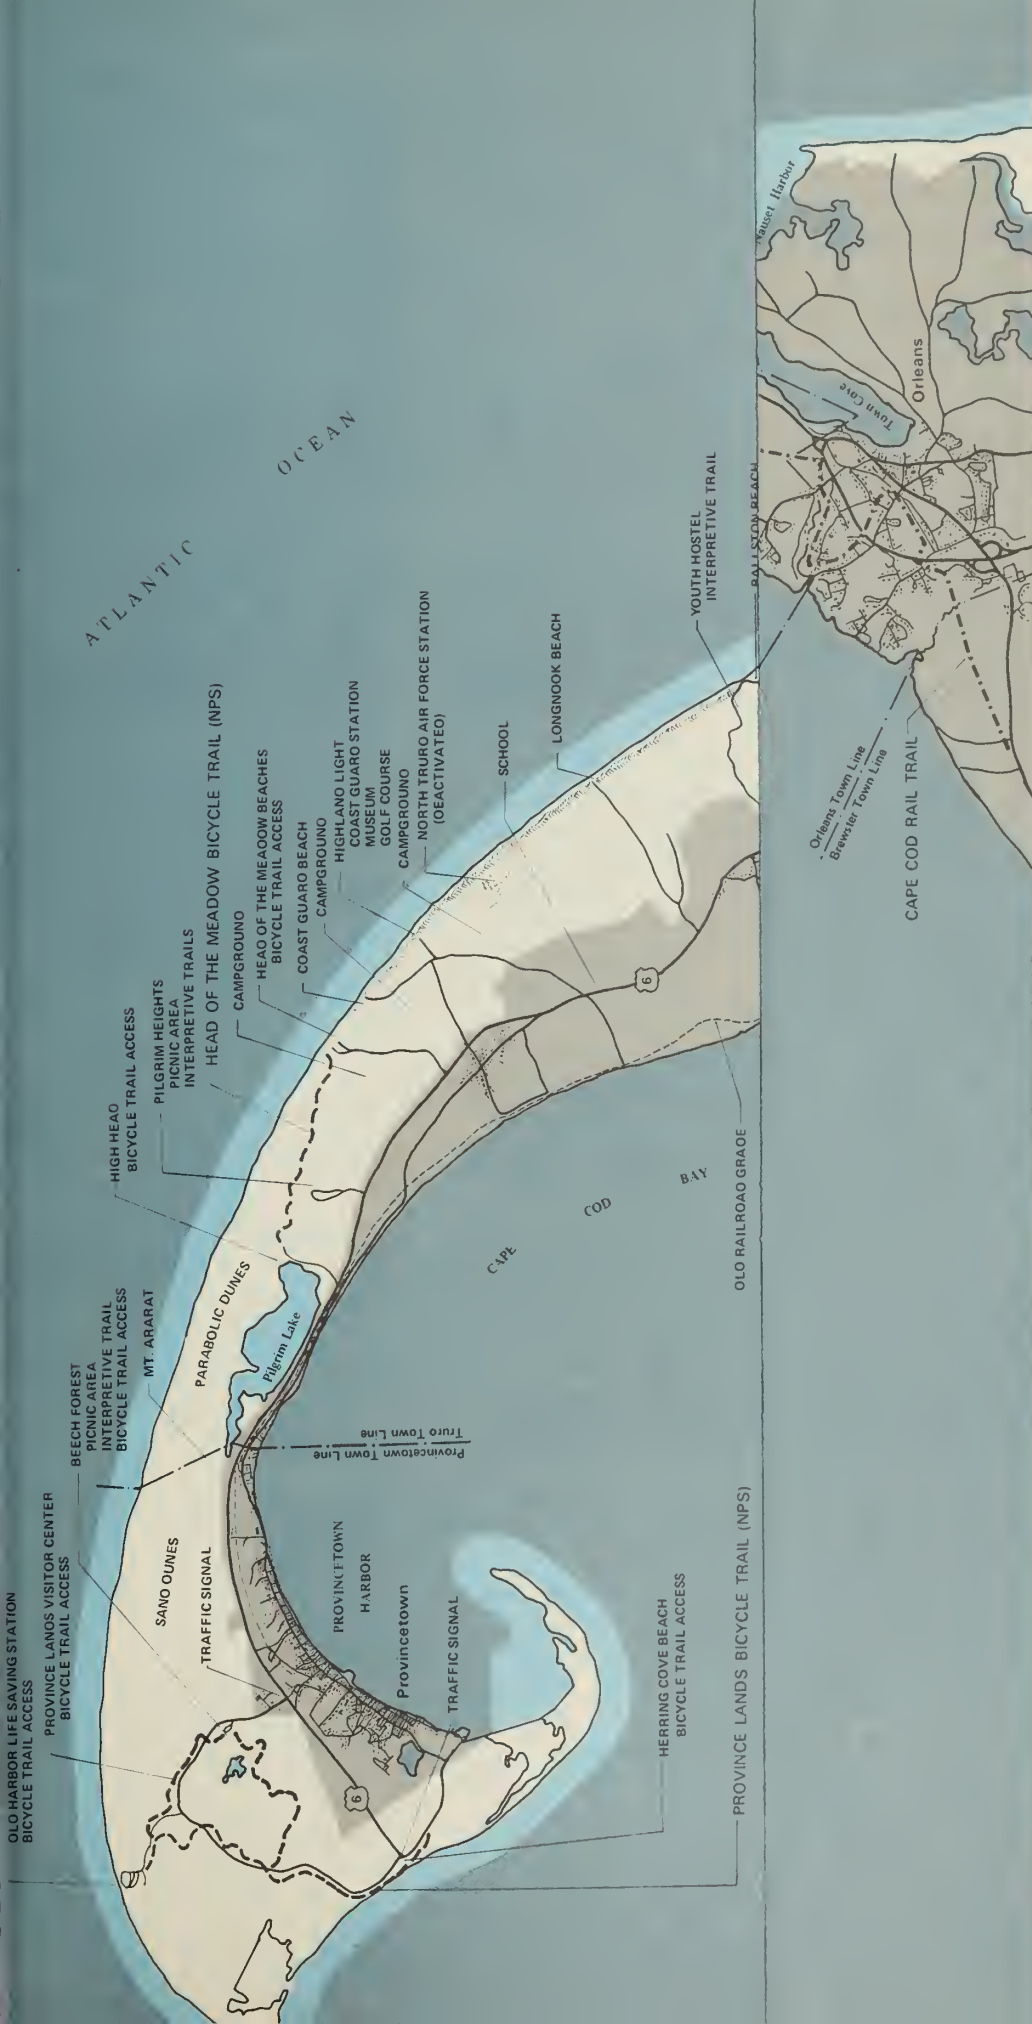 OLO HARBOR LIFE SAVING STATION
BICYCLE TRAIL ACCESS
PROVINCE LANOS VISITOR CENTER
BICYCLE TRAIL ACCESS
BEECH FOREST
PICNIC AREA
INTERPRETIVE TRAIL
BICYCLE TRAIL ACCESS
MT. ARARAT
HIGH HEAO
BICYCLE TRAIL ACCESS
PILGRIM HEIGHTS
PICNIC AREA
INTERPRETIVE TRAILS
HEAD OF THE MEADOW BICYCLE TRAIL (NPS)
CAMPGROUNO
HEAO OF THE MEAOOW BEACHES
BICYCLE TRAIL ACCESS
COAST GUARO BEACH
CAMPGROUNO
HIGHLANO LIGHT
COAST GUARO STATION
MUSEUM
GOLF COURSE
CAMPGROUNO
NORTH TRURO AIR FORCE STATION
(OEACTIVATEO)
SCHOOL
LONGNOOK BEACH
YOUTH HOSTEL
INTERPRETIVE TRAIL
BALLSTON BEACH
ATLANTIC
OCEAN
SANO OUNES
PARABOLIC DUNES
Pilgrim Lake
TRAFFIC SIGNAL
Provincetown Town Line
Truro Town Line
PROVINCETOWN
HARBOR
Provincetown
TRAFFIC SIGNAL
6
6
CAPE
COD
BAY
HERRING COVE BEACH
BICYCLE TRAIL ACCESS
PROVINCE LANDS BICYCLE TRAIL (NPS)
OLO RAILROAO GRAOE
Nauset Harbor
Town Cove
Orleans
Orleans Town Line
Brewster Town Line
CAPE COD RAIL TRAIL